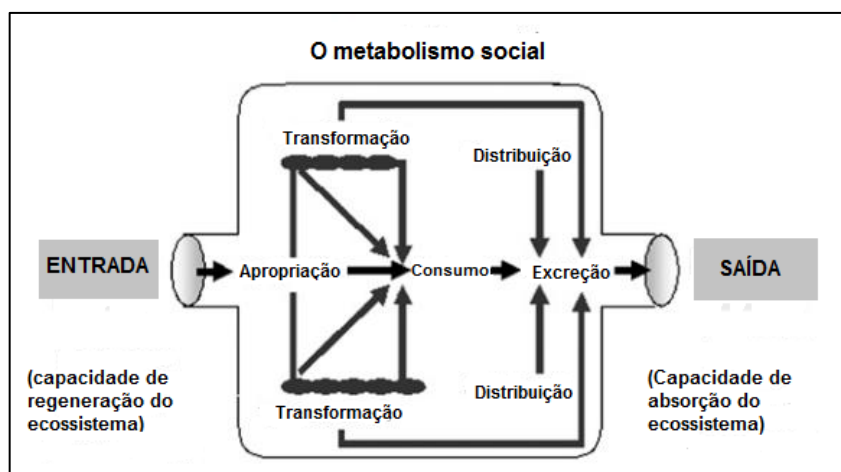 O metabolismo social
Transformação
Distribuição
ENTRADA
Apropriação
Consumo
Excreção
SAÍDA
(capacidade de
regeneração do
ecossistema)
Transformação
Distribuição
(Capacidade de
absorção do
ecossistema)